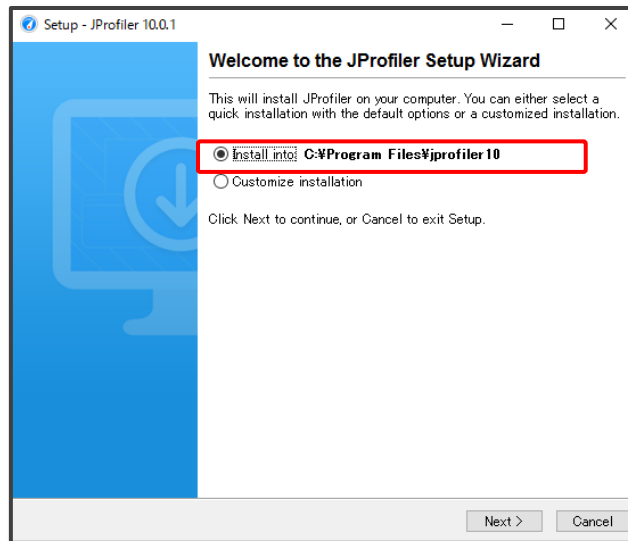 Setup - JProfiler 10.0.1
Welcome to the JProfiler Setup Wizard
This will install JProfiler on your computer. You can either select a
quick installation with the default options or a customized installation.
Install into: C:¥Program Files¥jprofiler10
Customize installation
Click Next to continue, or Cancel to exit Setup.
Next > Cancel